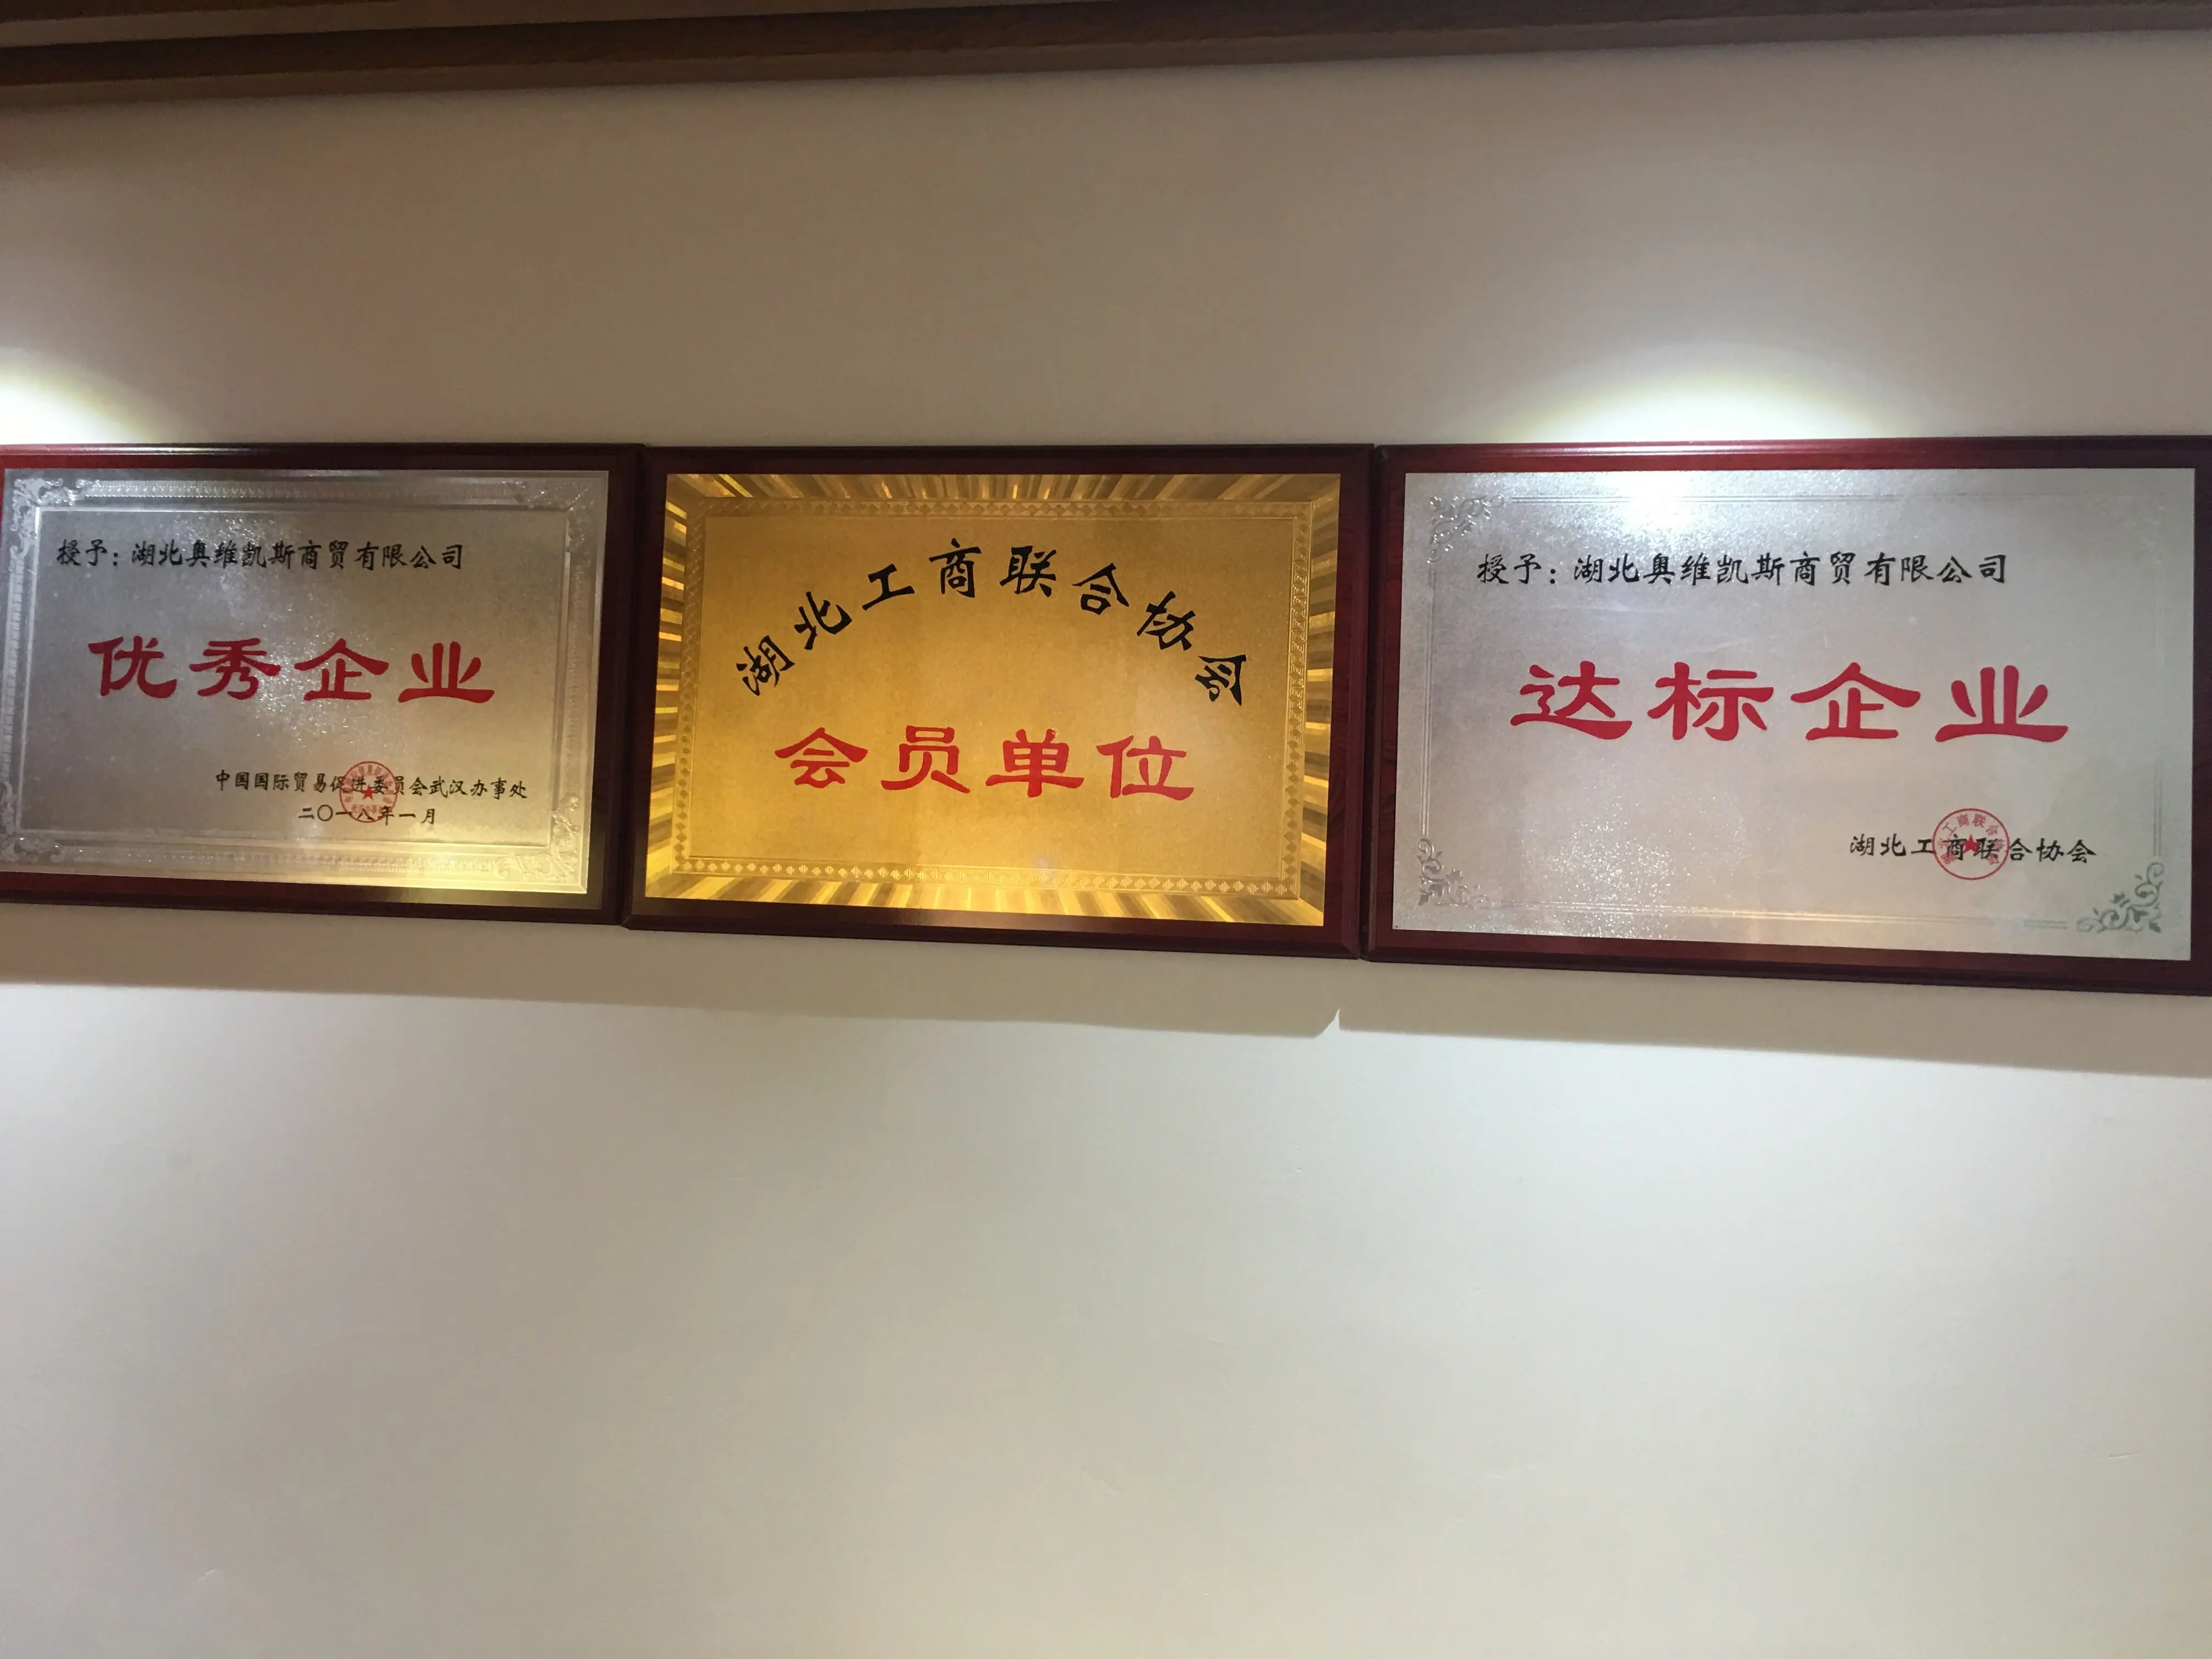 授予：湖北奥维凯斯商贸有限公司
优秀企业
中国国际贸易促进委员会武汉办事处
二〇一八年一月
湖北工商联合协会
会员单位
授予：湖北奥维凯斯商贸有限公司
达标企业
湖北工商联合协会